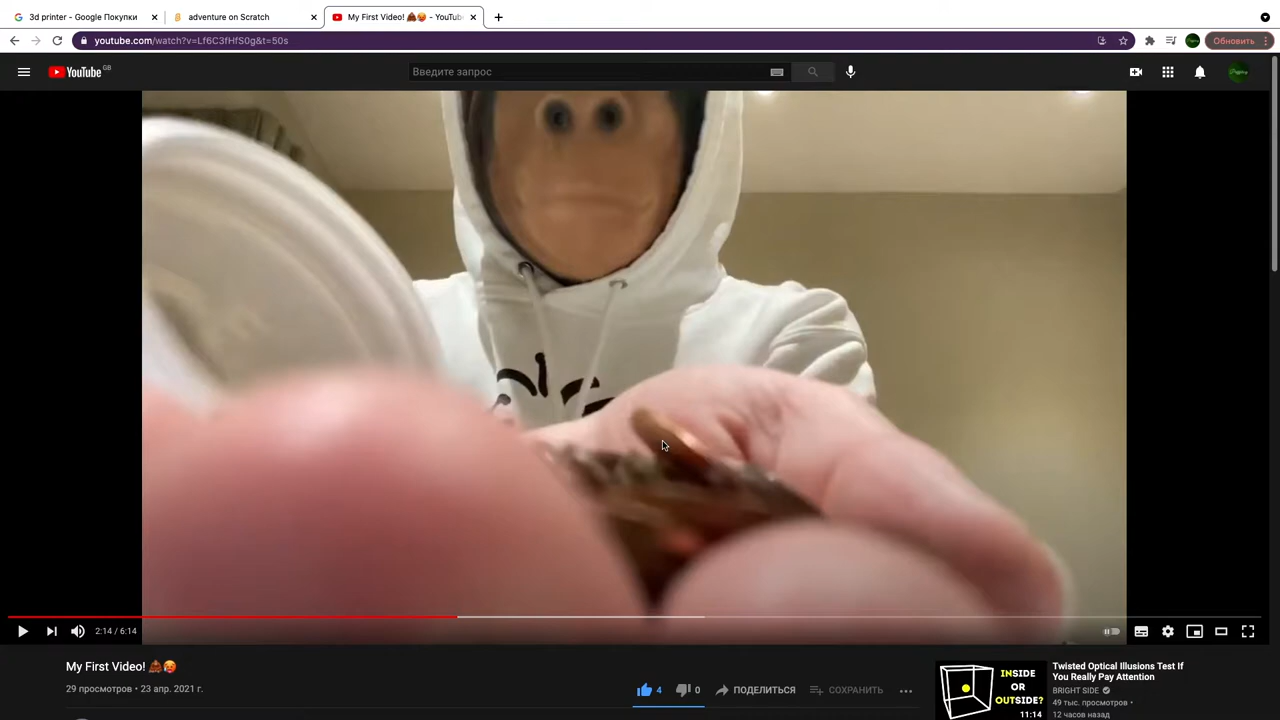 3d printer - Google Покупки
adventure on Scratch
My First Video! 💩🥵 - YouTube
youtube.com/watch?v=Lf6C3fHfS0g&t=50s
Обновить
YouTube GB
Введите запрос
2:14 / 6:14
My First Video! 💩🥵
29 просмотров • 23 апр. 2021 г.
4
0
ПОДЕЛИТЬСЯ
СОХРАНИТЬ
INSIDE
OR
OUTSIDE?
11:14
Twisted Optical Illusions Test If
You Really Pay Attention
BRIGHT SIDE
49 тыс. просмотров •
12 часов назад